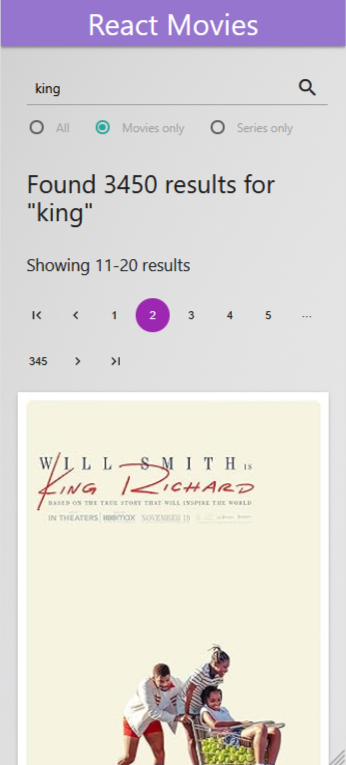 React Movies
king
All Movies only Series only
Found 3450 results for
"king"
Showing 11-20 results
1 2 3 4 5 ...
345
WILL SMITH IS
KING RICHARD
BASED ON THE TRUE STORY THAT WILL INSPIRE THE WORLD
IN THEATERS HBOMAX NOVEMBER 19